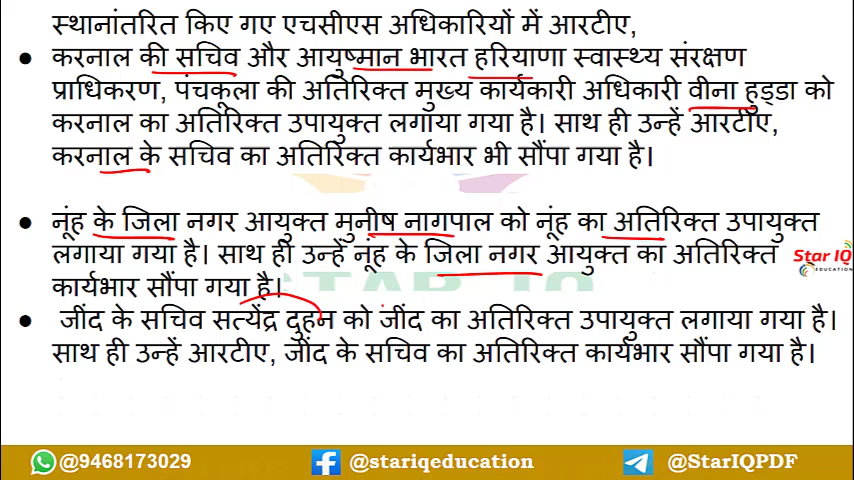 स्थानांतरित किए गए एचसीएस अधिकारियों में आरटीए,
● करनाल की सचिव और आयुष्मान भारत हरियाणा स्वास्थ्य संरक्षण
प्राधिकरण, पंचकूला की अतिरिक्त मुख्य कार्यकारी अधिकारी वीना हुड्डा को
करनाल का अतिरिक्त उपायुक्त लगाया गया है। साथ ही उन्हें आरटीए,
करनाल के सचिव का अतिरिक्त कार्यभार भी सौंपा गया है।
● नूंह के जिला नगर आयुक्त मुनीष नागपाल को नूंह का अतिरिक्त उपायुक्त
लगाया गया है। साथ ही उन्हें नूंह के जिला नगर आयुक्त का अतिरिक्त
कार्यभार सौंपा गया है।
Star IQ
EDUCATION
STAR IQ
● जींद के सचिव सत्येंद्र दुहन को जींद का अतिरिक्त उपायुक्त लगाया गया है।
साथ ही उन्हें आरटीए, जींद के सचिव का अतिरिक्त कार्यभार सौंपा गया है।
@9468173029 @stariqeducation @StarIQPDF